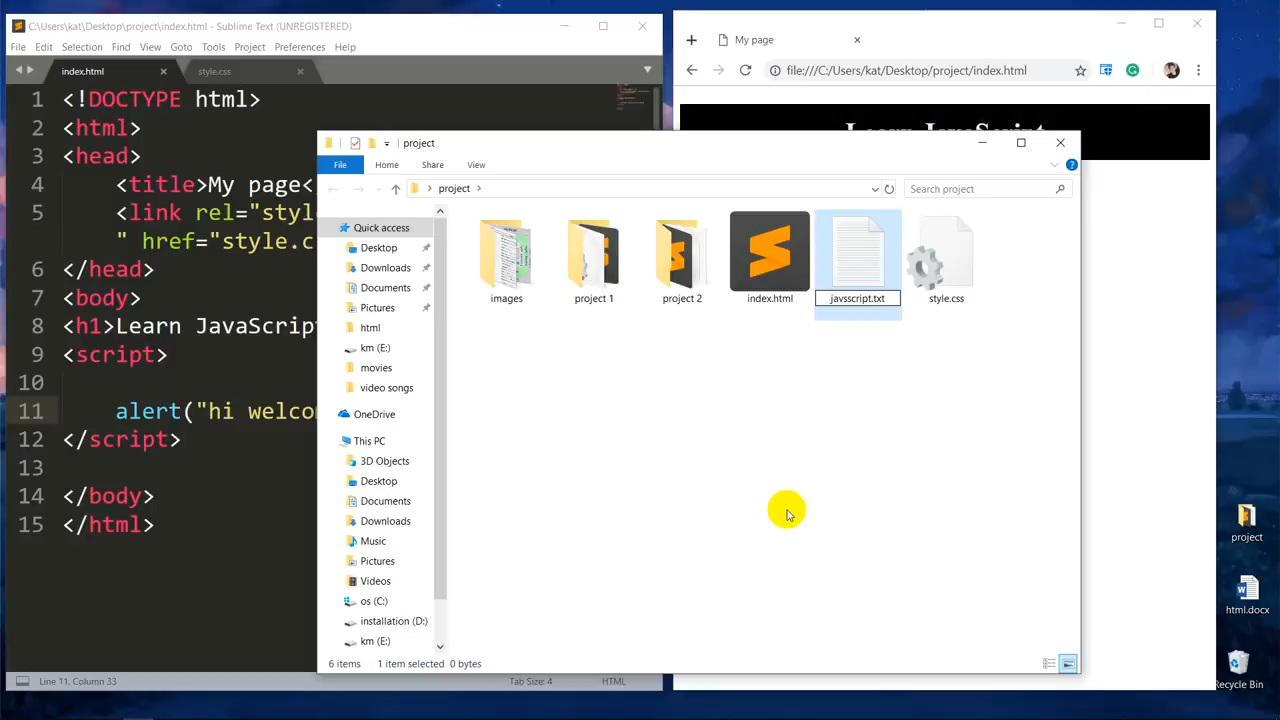 C:\Users\kat\Desktop\project\index.html - Sublime Text (UNREGISTERED)
File Edit Selection Find View Goto Tools Project Preferences Help
index.html
style.css
1 <!DOCTYPE html>
2 <html>
3 <head>
4 <title>My page<
5 <link rel="style
" href="style.c
6 </head>
7 <body>
8 <h1>Learn JavaScript
9 <script>
10
11 alert("hi welco
12 </script>
13
14 </body>
15 </html>
Line 11, Column 33
Tab Size: 4
HTML
My page
file:///C:/Users/kat/Desktop/project/index.html
Learn JavaScript
project
File Home Share View
project
Search project
Quick access
Desktop
Downloads
Documents
Pictures
html
km (E:)
movies
video songs
OneDrive
This PC
3D Objects
Desktop
Documents
Downloads
Music
Pictures
Videos
os (C:)
installation (D:)
km (E:)
images
project 1
project 2
index.html
javsscript.txt
style.css
6 items 1 item selected 0 bytes
project
html.docx
Recycle Bin